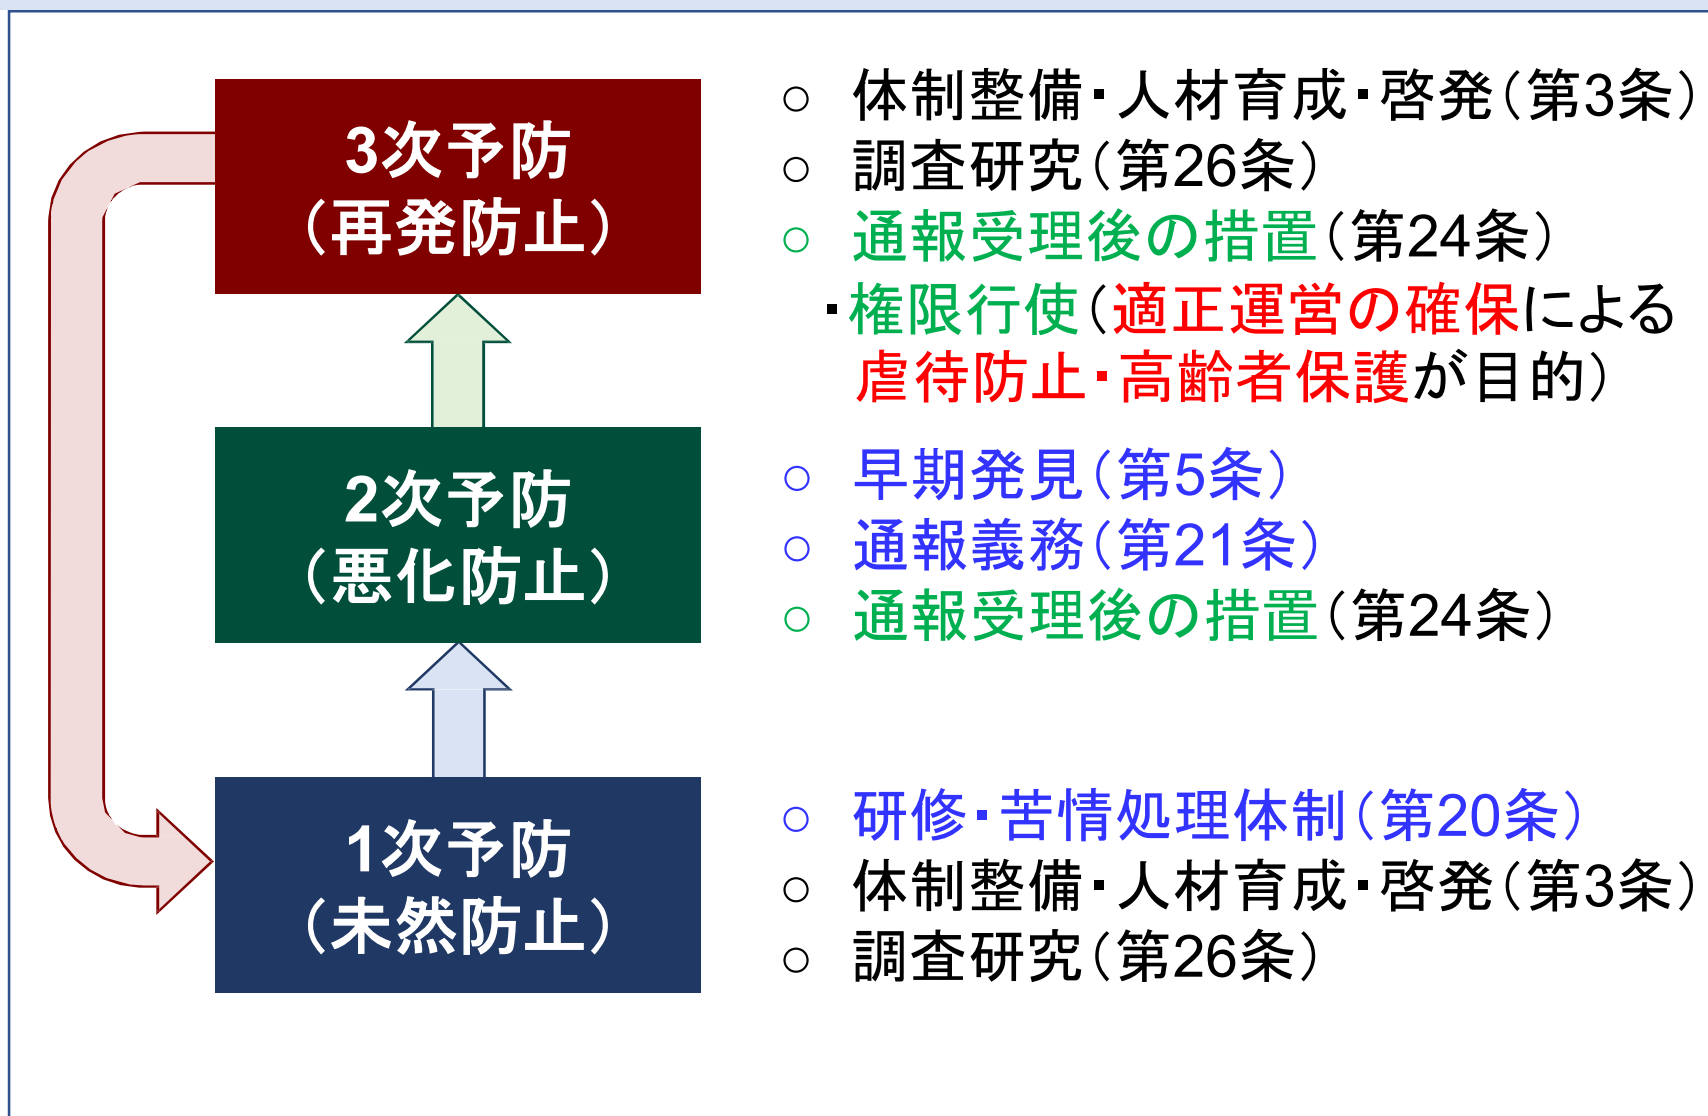 3次予防
（再発防止）
○ 体制整備・人材育成・啓発（第3条）
○ 調査研究（第26条）
○ 通報受理後の措置（第24条）
・権限行使（適正運営の確保による
虐待防止・高齢者保護が目的）
2次予防
（悪化防止）
○ 早期発見（第5条）
○ 通報義務（第21条）
○ 通報受理後の措置（第24条）
1次予防
（未然防止）
○ 研修・苦情処理体制（第20条）
○ 体制整備・人材育成・啓発（第3条）
○ 調査研究（第26条）